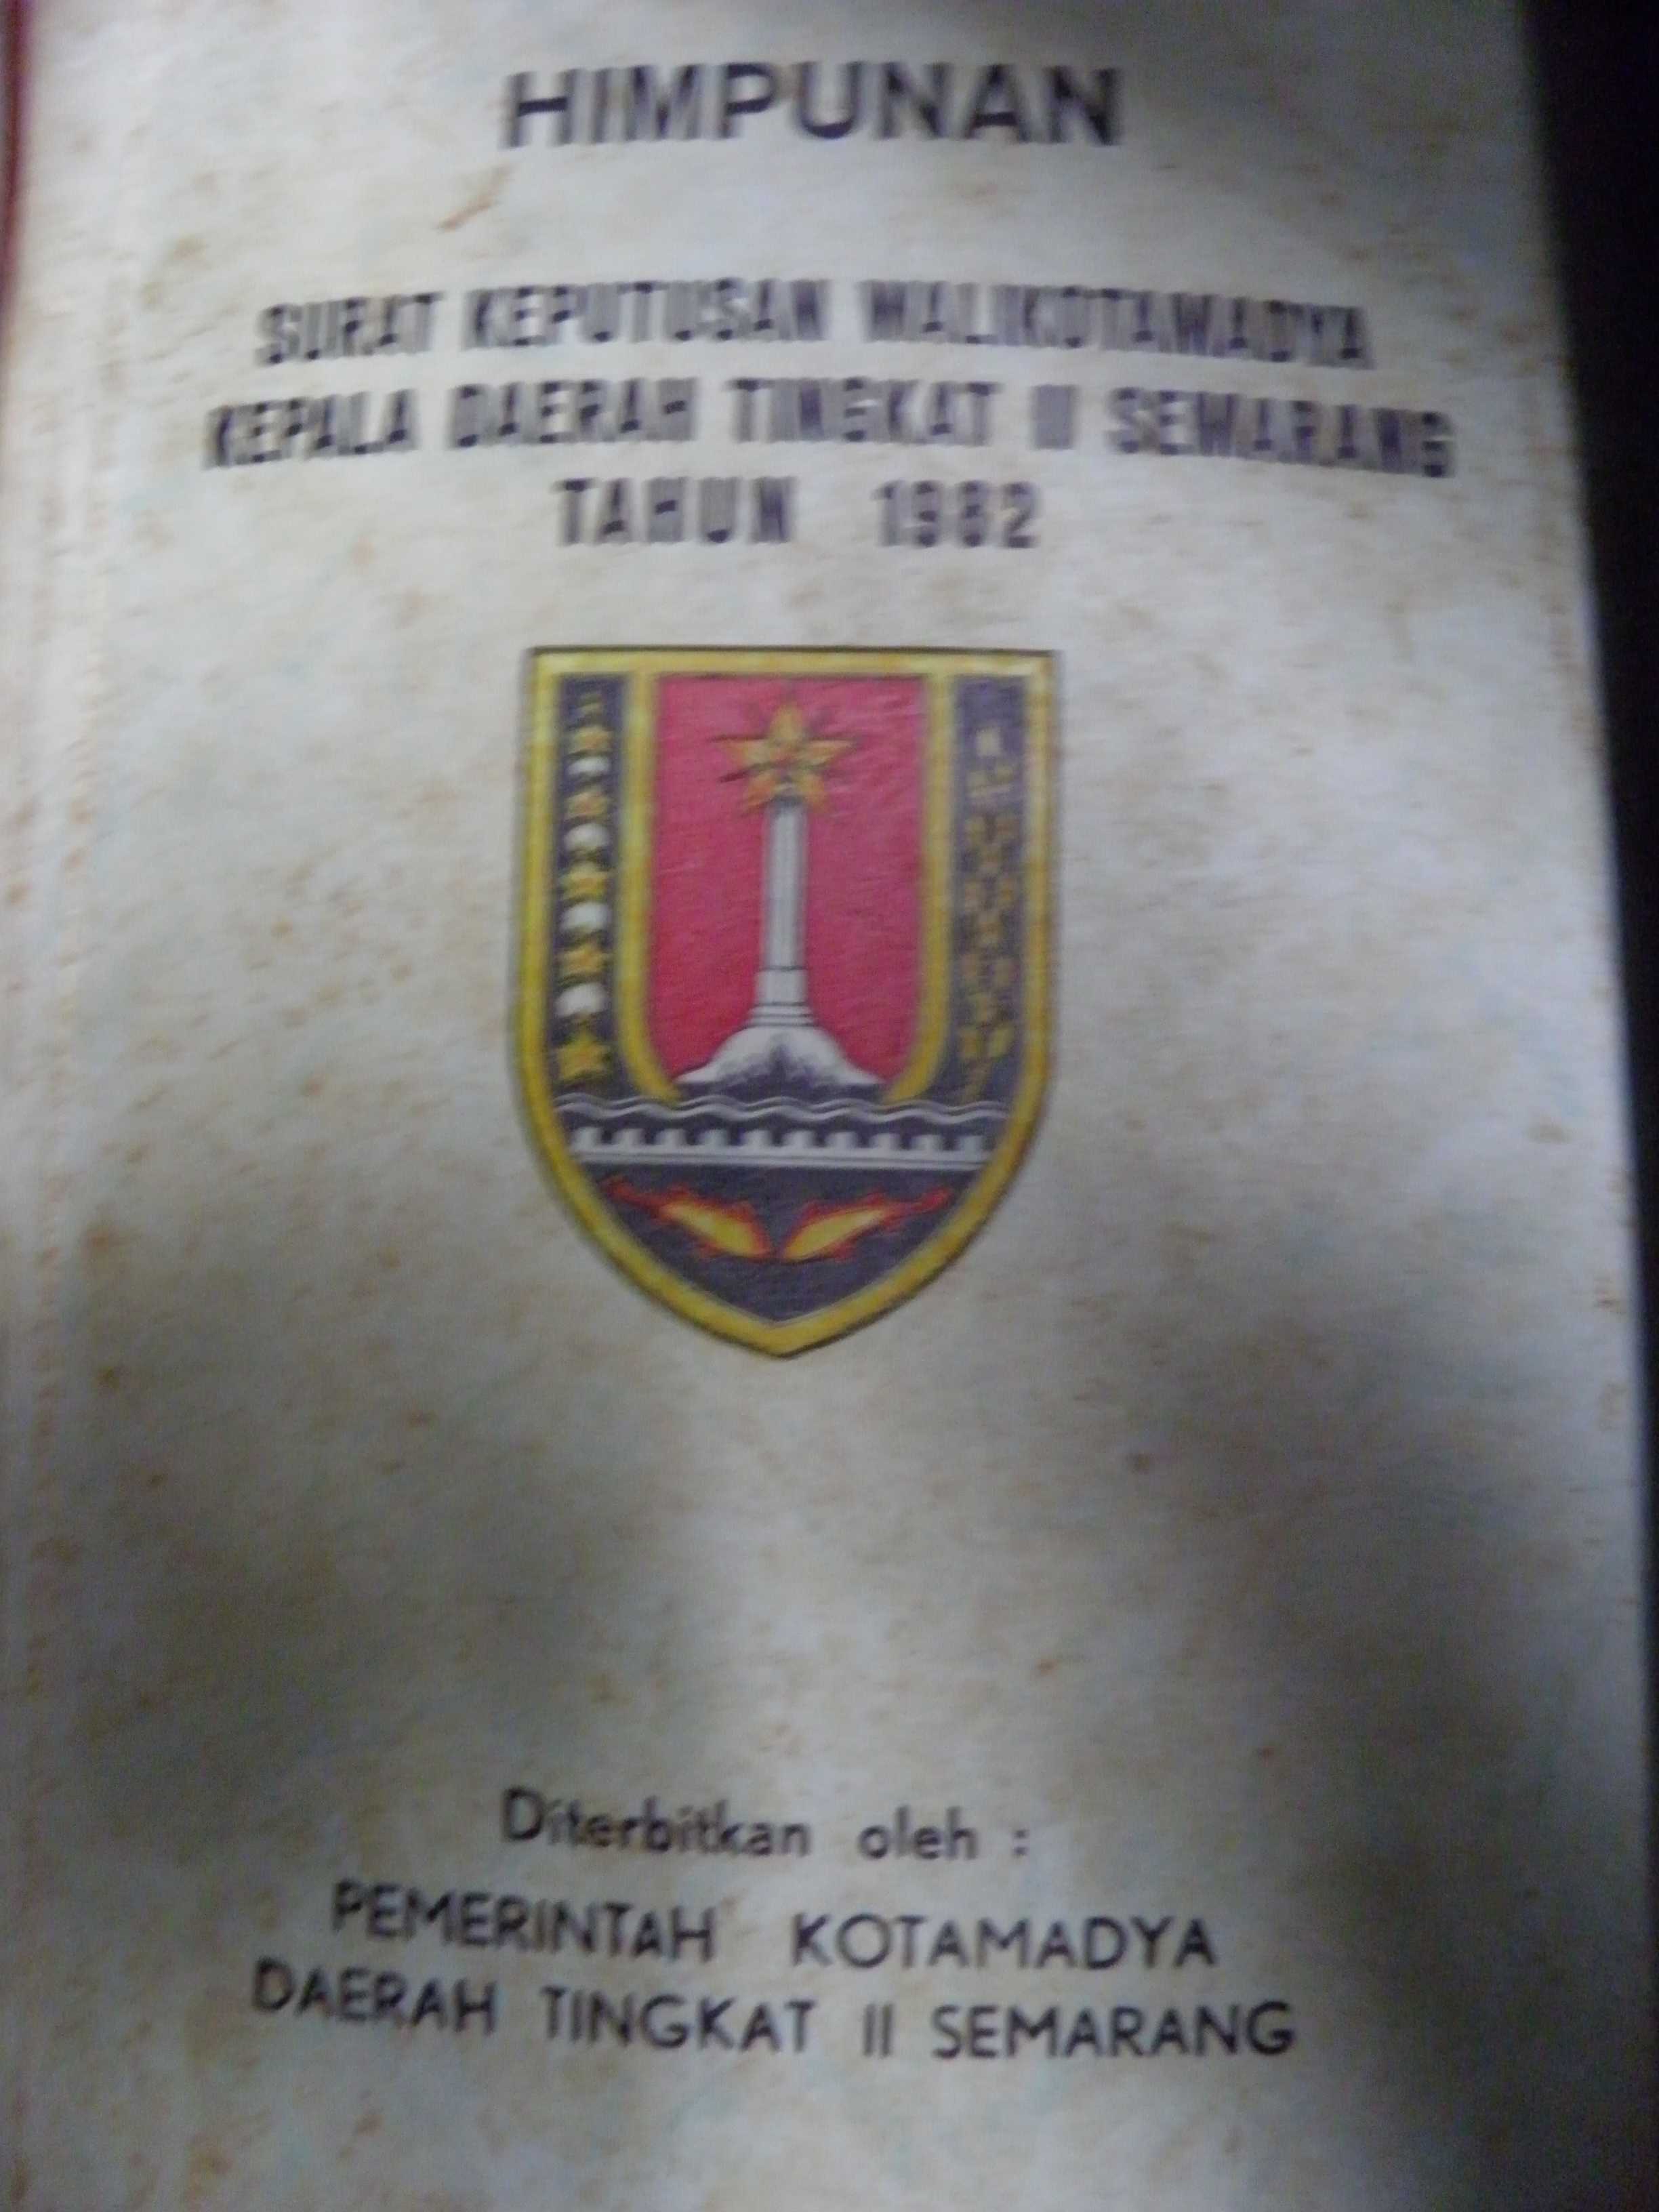 HIMPUNAN
SURAT KEPUTUSAN WALIKOTAMADYA
KEPALA DAERAH TINGKAT II SEMARANG
TAHUN 1982
Diterbitkan oleh :
PEMERINTAH KOTAMADYA
DAERAH TINGKAT II SEMARANG